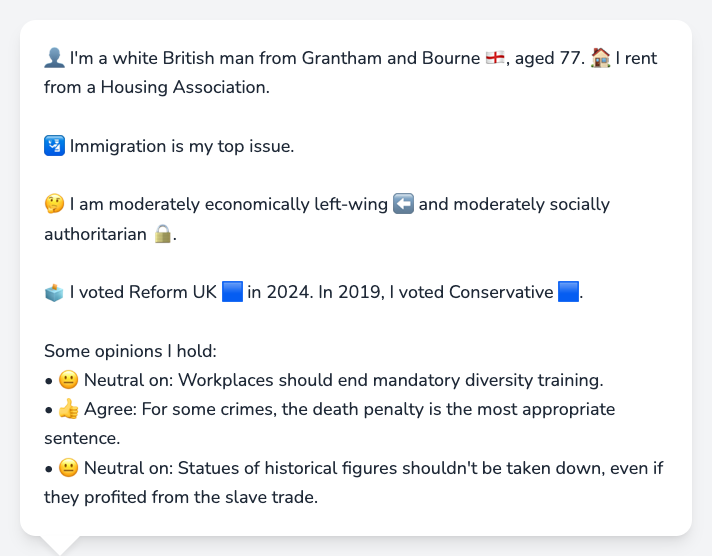 👤 I'm a white British man from Grantham and Bourne 🏴󠁧󠁢󠁥󠁮󠁧󠁿, aged 77. 🏠 I rent
from a Housing Association.
🛂 Immigration is my top issue.
🤔 I am moderately economically left-wing ⬅️ and moderately socially
authoritarian 🔒.
🗳️ I voted Reform UK 🟦 in 2024. In 2019, I voted Conservative 🟦.
Some opinions I hold:
• 😐 Neutral on: Workplaces should end mandatory diversity training.
• 👍 Agree: For some crimes, the death penalty is the most appropriate
sentence.
• 😐 Neutral on: Statues of historical figures shouldn't be taken down, even if
they profited from the slave trade.